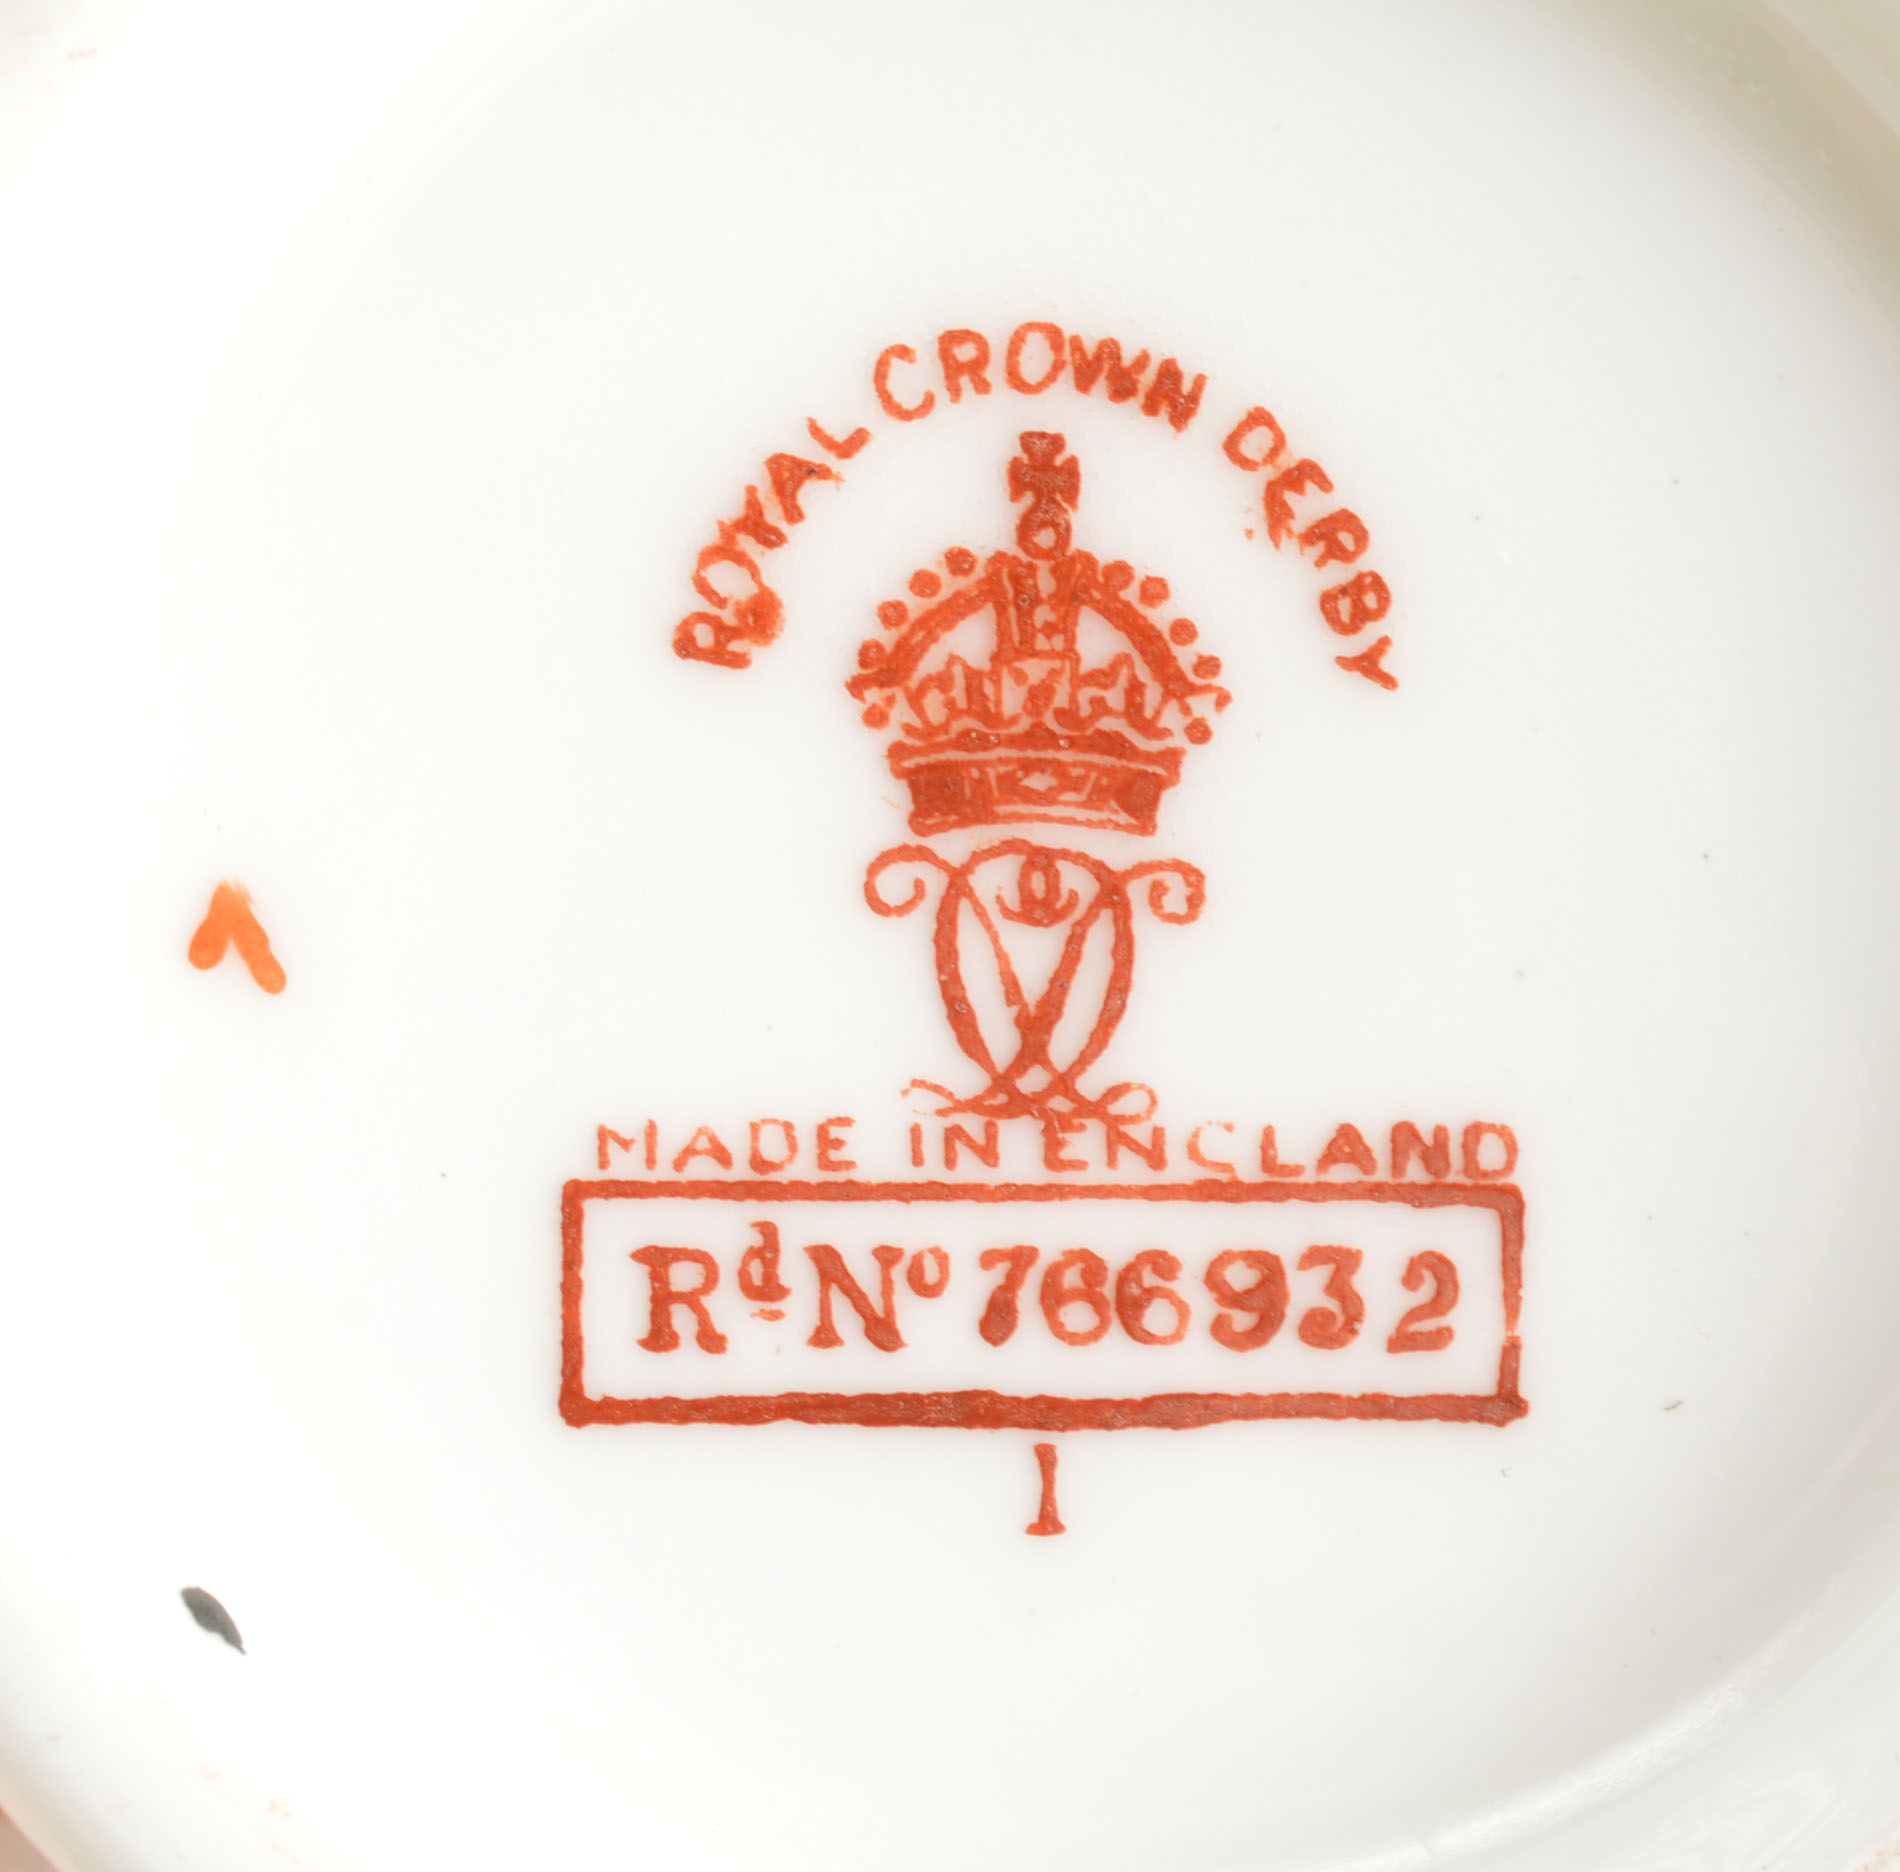 ROYAL CROWN DERBY
MADE IN ENGLAND
Rd No 766932
I